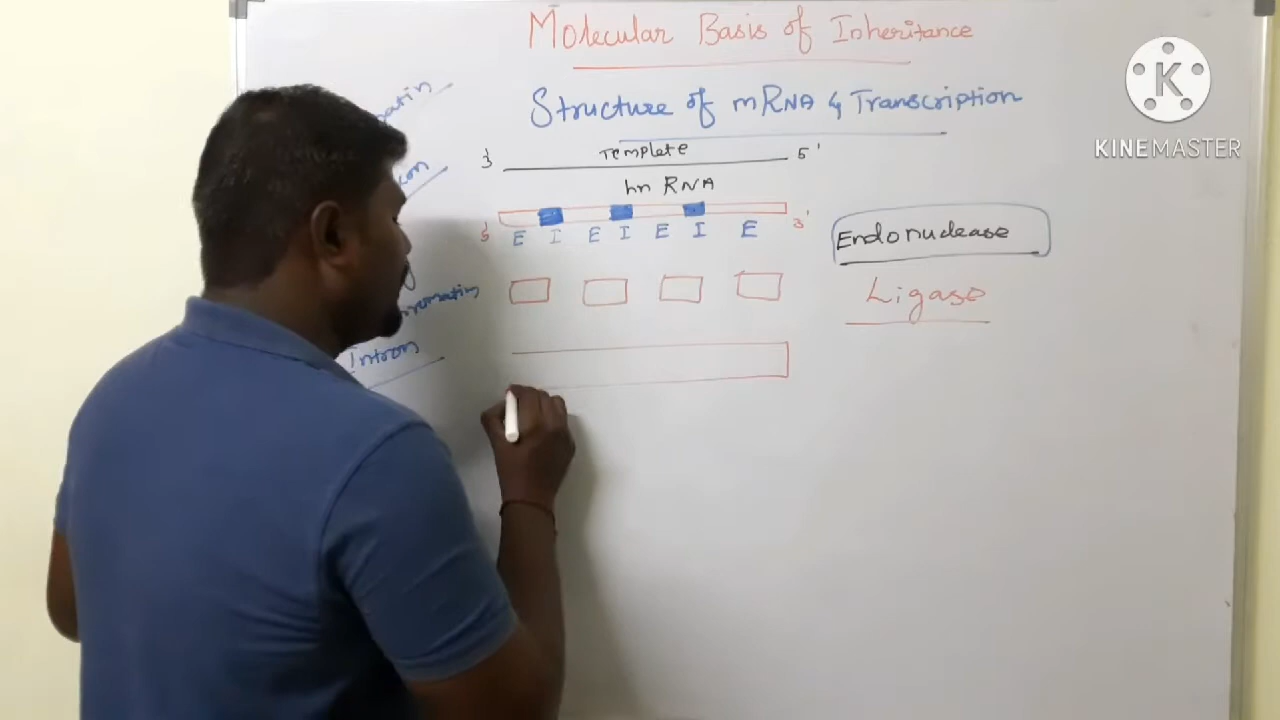 Molecular Basis of Inheritance
Structure of mRNA & Transcription
3' Template 5'
hn RNA
5' 3'
E I E I E I E
Endonuclease
Ligase
Intron
K
KINEMASTER